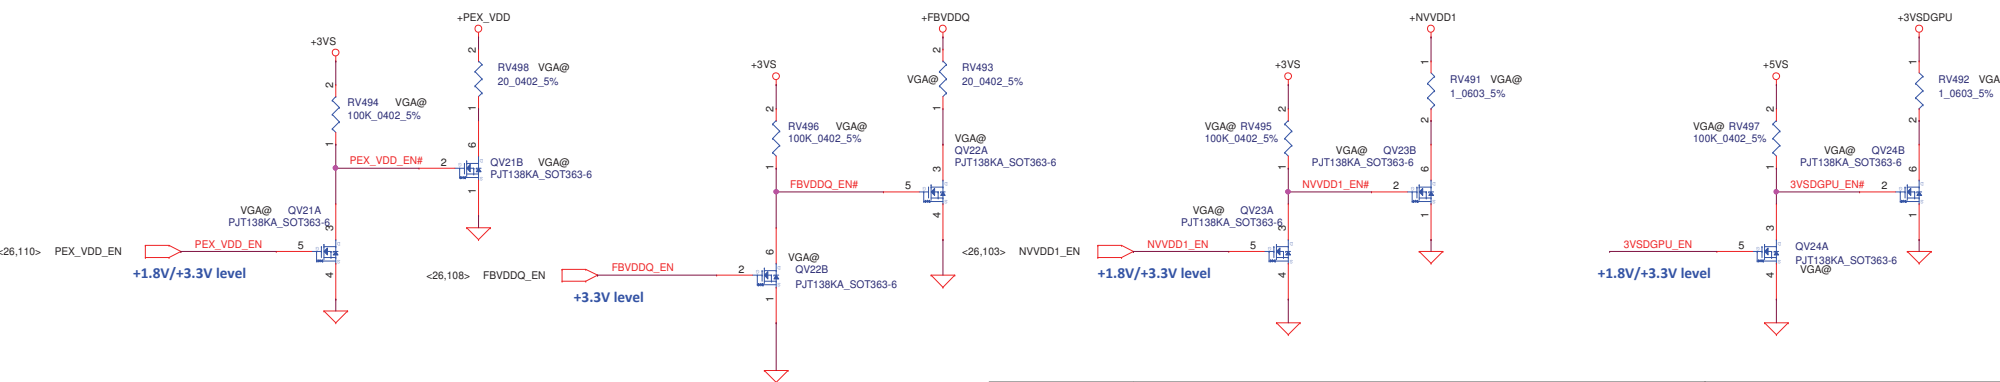 +PEX_VDD
+3VS
2
RV498 VGA@
20_0402_5%
1
2
RV494 VGA@
100K_0402_5%
1
6
PEX_VDD_EN# 2
QV21B VGA@
PJT138KA_SOT363-6
1
VGA@ QV21A
PJT138KA_SOT363-6
3
<26,110> PEX_VDD_EN
PEX_VDD_EN 5
4
+1.8V/+3.3V level
+FBVDDQ
+3VS
2
RV493
VGA@ 20_0402_5%
1
2
RV496 VGA@
100K_0402_5%
1
VGA@
QV22A
PJT138KA_SOT363-6
3
FBVDDQ_EN# 5
4
6
VGA@
QV22B
PJT138KA_SOT363-6
<26,108> FBVDDQ_EN
FBVDDQ_EN 2
1
+3.3V level
+NVVDD1
+3VS
1
RV491 VGA@
1_0603_5%
2
2
VGA@ RV495
100K_0402_5%
1
VGA@ QV23B
PJT138KA_SOT363-6
6
NVVDD1_EN# 2
1
VGA@ QV23A
PJT138KA_SOT363-6
3
<26,103> NVVDD1_EN
NVVDD1_EN 5
4
+1.8V/+3.3V level
+3VSDGPU
+5VS
1
RV492 VGA
1_0603_5%
2
2
VGA@ RV497
100K_0402_5%
1
VGA@ QV24B
PJT138KA_SOT363-6
6
3VSDGPU_EN# 2
1
3
3VSDGPU_EN 5
QV24A
PJT138KA_SOT363-6
VGA@
4
+1.8V/+3.3V level